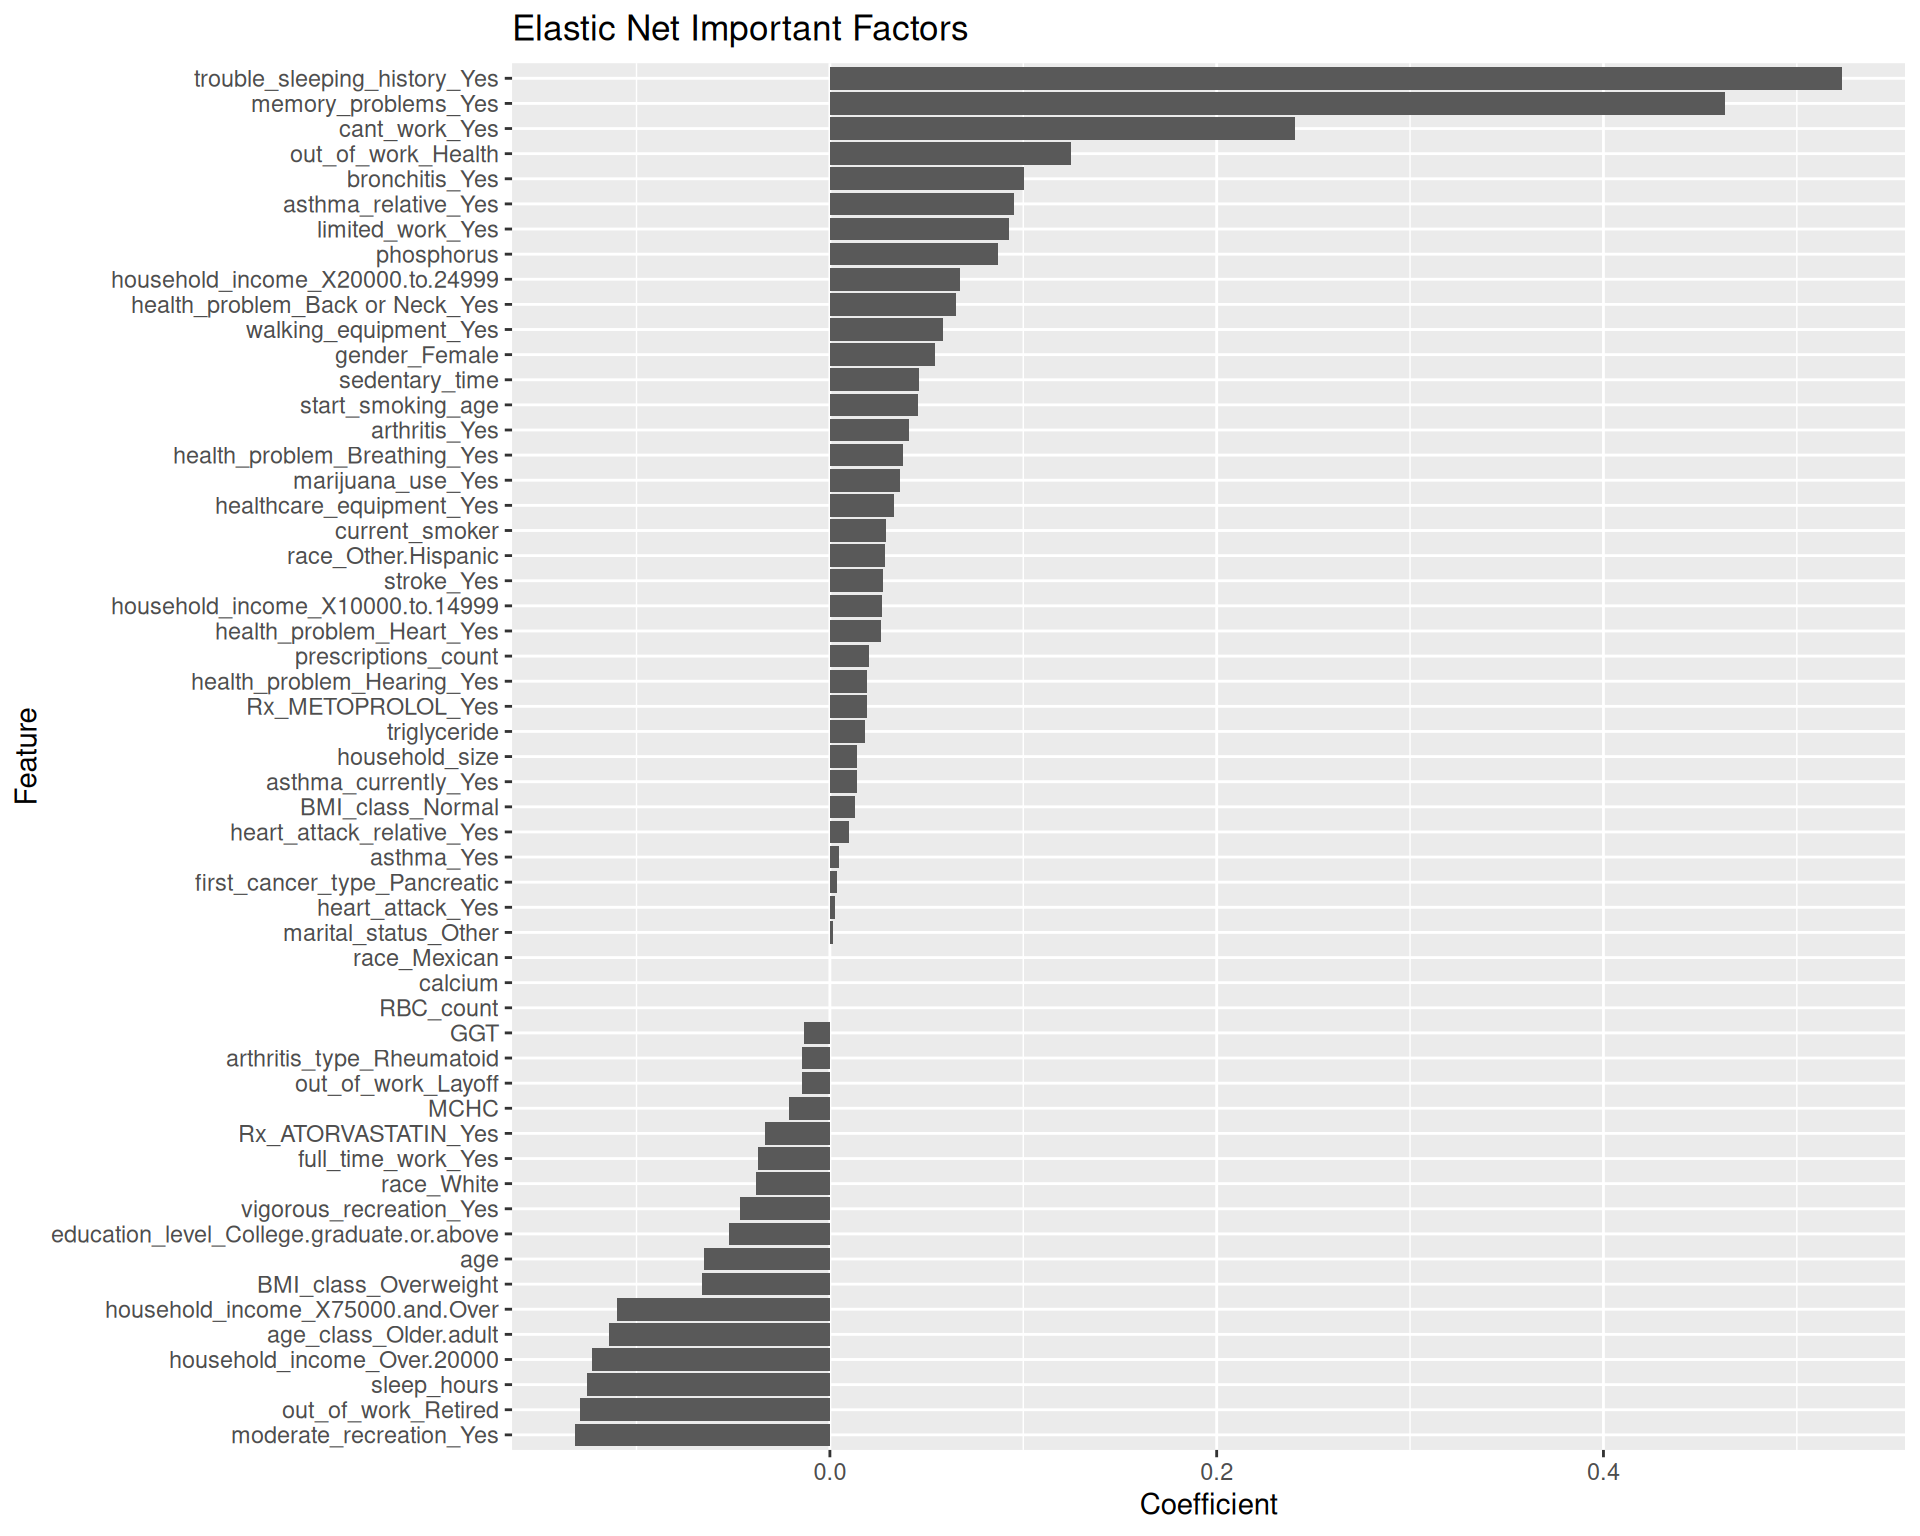 Elastic Net Important Factors
trouble_sleeping_history_Yes
memory_problems_Yes
cant_work_Yes
out_of_work_Health
bronchitis_Yes
asthma_relative_Yes
limited_work_Yes
phosphorus
household_income_X20000.to.24999
health_problem_Back or Neck_Yes
walking_equipment_Yes
gender_Female
sedentary_time
start_smoking_age
arthritis_Yes
health_problem_Breathing_Yes
marijuana_use_Yes
healthcare_equipment_Yes
current_smoker
race_Other.Hispanic
stroke_Yes
household_income_X10000.to.14999
health_problem_Heart_Yes
prescriptions_count
health_problem_Hearing_Yes
Rx_METOPROLOL_Yes
triglyceride
household_size
asthma_currently_Yes
BMI_class_Normal
heart_attack_relative_Yes
asthma_Yes
first_cancer_type_Pancreatic
heart_attack_Yes
marital_status_Other
race_Mexican
calcium
RBC_count
GGT
arthritis_type_Rheumatoid
out_of_work_Layoff
MCHC
Rx_ATORVASTATIN_Yes
full_time_work_Yes
race_White
vigorous_recreation_Yes
education_level_College.graduate.or.above
age
BMI_class_Overweight
household_income_X75000.and.Over
age_class_Older.adult
household_income_Over.20000
sleep_hours
out_of_work_Retired
moderate_recreation_Yes
Feature
0.0 0.2 0.4
Coefficient